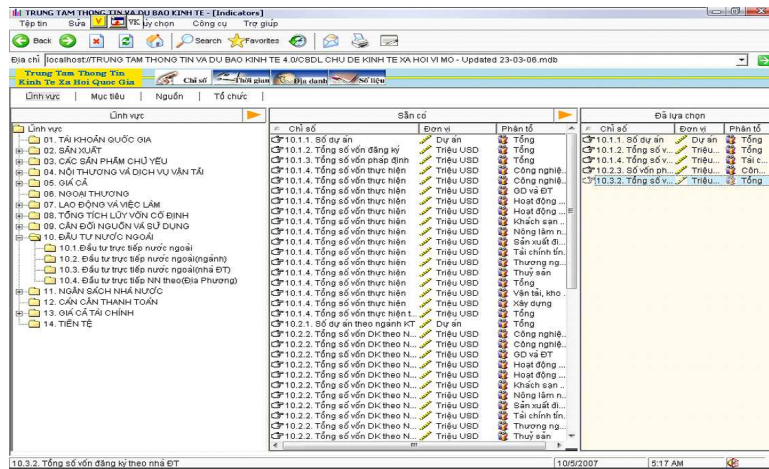 TRUNG TAM THONG TIN VA DU BAO KINH TE - [Indicators]
Tệp tin Sửa Tùy chọn Công cụ Trợ giúp
V VK
Back Search Favorites
Địa chỉ localhost://TRUNG TAM THONG TIN VA DU BAO KINH TE 4.0/CSDL CHU DE KINH TE XA HOI VI MO - Updated 23-03-06.mdb
Trung Tam Thong Tin
Kinh Te Xa Hoi Quoc Gia
Chỉ số Thời gian Địa danh Số liệu
Lĩnh vực | Mục tiêu | Nguồn | Tổ chức |
Lĩnh vực
Lĩnh vực
01. TÀI KHOẢN QUỐC GIA
02. SẢN XUẤT
03. CÁC SẢN PHẨM CHỦ YẾU
04. NỘI THƯƠNG VÀ DỊCH VỤ VẬN TẢI
05. GIÁ CẢ
06. NGOẠI THƯƠNG
07. LAO ĐỘNG VÀ VIỆC LÀM
08. TỔNG TÍCH LŨY VỐN CỐ ĐỊNH
09. CÂN ĐỐI NGUỒN VÀ SỬ DỤNG
10. ĐẦU TƯ NƯỚC NGOÀI
10.1.Đầu tư trực tiếp nước ngoài
10.2. Đầu tư trực tiếp nước ngoài(ngành)
10.3. Đầu tư trực tiếp nước ngoài(nhà ĐT)
10.4. Đầu tư trực tiếp NN theo(Địa Phương)
11. NGÂN SÁCH NHÀ NƯỚC
12. CÁN CÂN THANH TOÁN
13. GIÁ CẢ TÀI CHÍNH
14. TIỀN TỆ
Sẵn có
Chỉ số Đơn vị Phân tổ
10.1.1. Số dự án Dự án Tổng
10.1.2. Tổng số vốn đăng ký Triệu USD Tổng
10.1.3. Tổng số vốn pháp định Triệu USD Tổng
10.1.4. Tổng số vốn thực hiện Triệu USD Công nghiệ..
10.1.4. Tổng số vốn thực hiện Triệu USD Công nghiệ..
10.1.4. Tổng số vốn thực hiện Triệu USD GD và ĐT
10.1.4. Tổng số vốn thực hiện Triệu USD Hoạt động ...
10.1.4. Tổng số vốn thực hiện Triệu USD Hoạt động ...
10.1.4. Tổng số vốn thực hiện Triệu USD Khách sạn ..
10.1.4. Tổng số vốn thực hiện Triệu USD Nông lâm n...
10.1.4. Tổng số vốn thực hiện Triệu USD Sản xuất đi...
10.1.4. Tổng số vốn thực hiện Triệu USD Tài chính tín..
10.1.4. Tổng số vốn thực hiện Triệu USD Thương ng...
10.1.4. Tổng số vốn thực hiện Triệu USD Thuỷ sản
10.1.4. Tổng số vốn thực hiện Triệu USD Tổng
10.1.4. Tổng số vốn thực hiện Triệu USD Vận tải, kho .
10.1.4. Tổng số vốn thực hiện Triệu USD Xây dựng
10.1.4. Tổng số vốn thực hiện t... Triệu USD Tổng
10.2.1. Số dự án theo ngành KT Dự án Tổng
10.2.2. Tổng số vốn DK theo N... Triệu USD Công nghiệ..
10.2.2. Tổng số vốn DK theo N... Triệu USD Công nghiệ..
10.2.2. Tổng số vốn DK theo N... Triệu USD GD và ĐT
10.2.2. Tổng số vốn DK theo N... Triệu USD Hoạt động ...
10.2.2. Tổng số vốn DK theo N... Triệu USD Hoạt động ...
10.2.2. Tổng số vốn DK theo N... Triệu USD Khách sạn ..
10.2.2. Tổng số vốn DK theo N... Triệu USD Nông lâm n...
10.2.2. Tổng số vốn DK theo N... Triệu USD Sản xuất đi...
10.2.2. Tổng số vốn DK theo N... Triệu USD Tài chính tín..
10.2.2. Tổng số vốn DK theo N... Triệu USD Thương ng...
10.2.2. Tổng số vốn DK theo N... Triệu USD Thuỷ sản
Đã lựa chọn
Chỉ số Đơn vị Phân tổ
10.1.1. Số dự án Dự án Tổng
10.1.2. Tổng số v... Triệu... Tổng
10.1.4. Tổng số v... Triệu... Tài c...
10.2.3. Số vốn ph... Triệu... Côn...
10.3.2. Tổng số v... Triệu... Tổng
10.3.2. Tổng số vốn đăng ký theo nhà ĐT 10/5/2007 5:17 AM